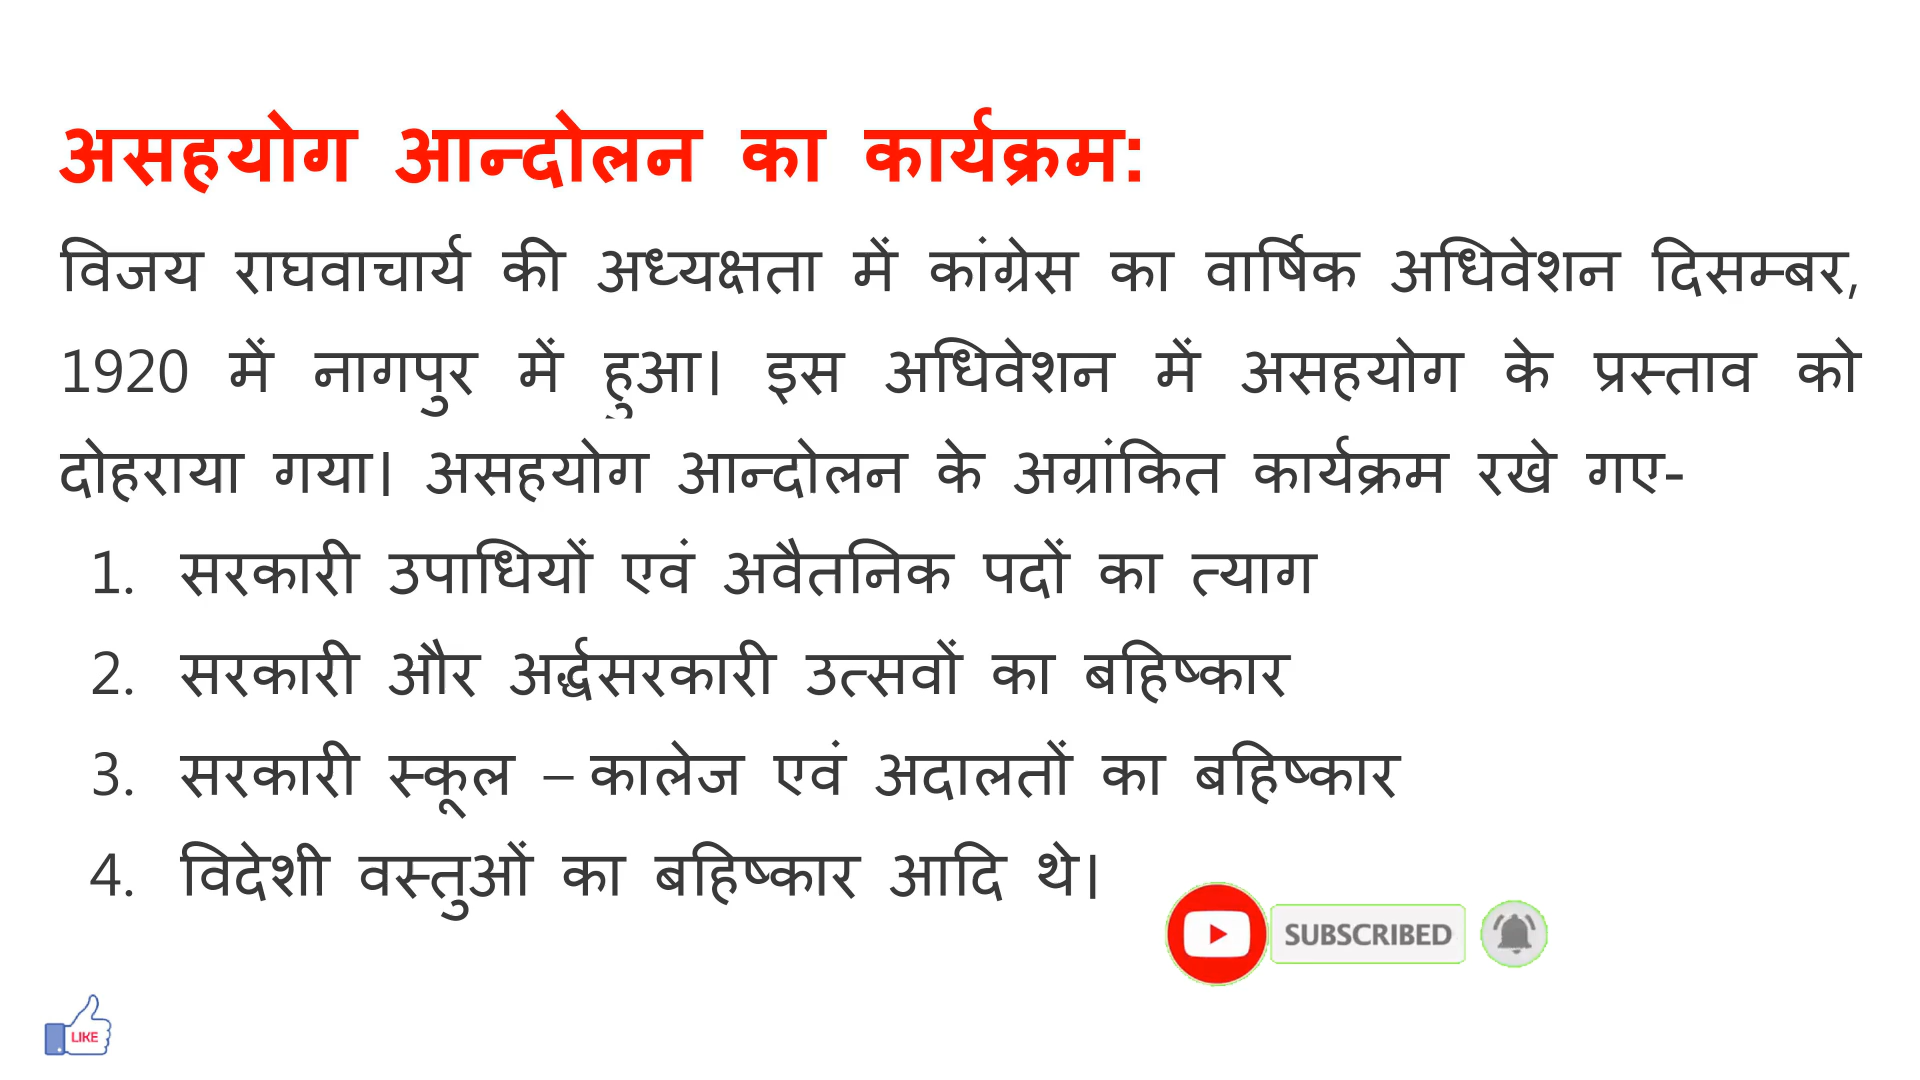 असहयोग आन्दोलन का कार्यक्रम:
विजय राघवाचार्य की अध्यक्षता में कांग्रेस का वार्षिक अधिवेशन दिसम्बर,
1920 में नागपुर में हुआ। इस अधिवेशन में असहयोग के प्रस्ताव को
दोहराया गया। असहयोग आन्दोलन के अग्रांकित कार्यक्रम रखे गए-
1. सरकारी उपाधियों एवं अवैतनिक पदों का त्याग
2. सरकारी और अर्द्धसरकारी उत्सवों का बहिष्कार
3. सरकारी स्कूल – कालेज एवं अदालतों का बहिष्कार
4. विदेशी वस्तुओं का बहिष्कार आदि थे।
SUBSCRIBED
LIKE